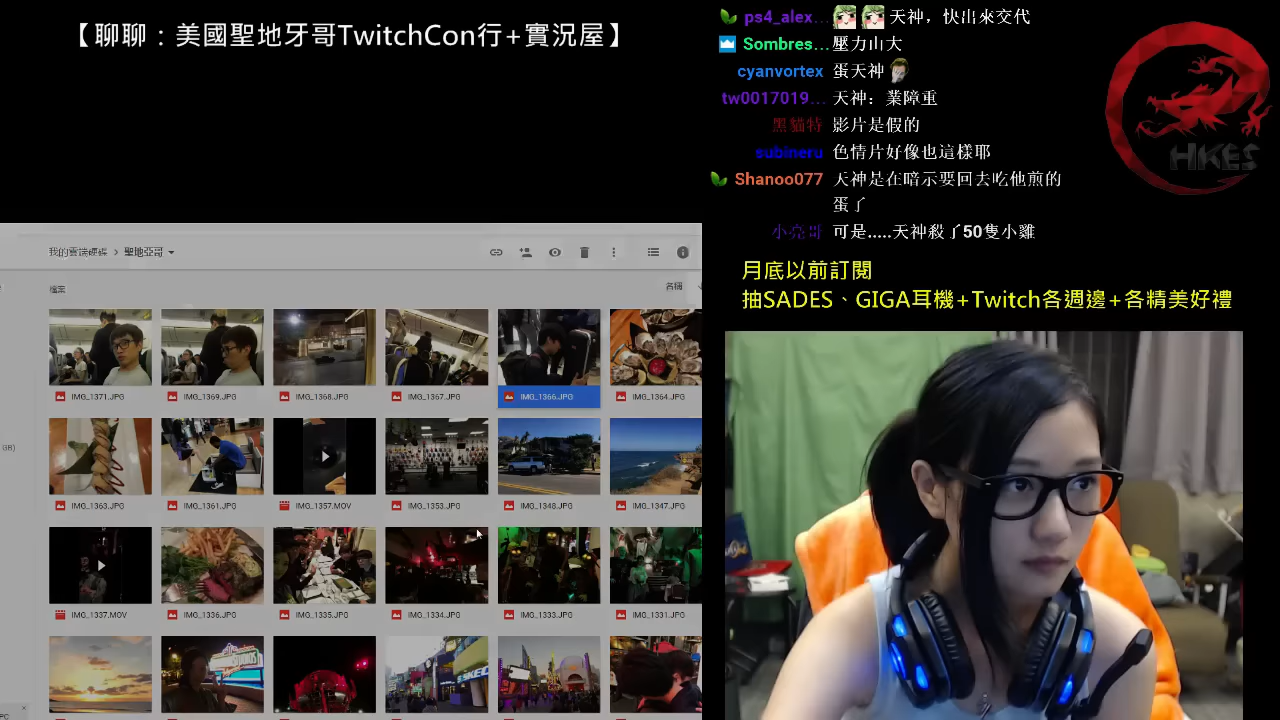 【聊聊：美國聖地牙哥TwitchCon行+實況屋】
ps4_alex... 天神，快出來交代
Sombres... 壓力山大
cyanvortex 蛋天神
tw0017019... 天神：業障重
黑貓特 影片是假的
subineru 色情片好像也這樣耶
Shanoo077 天神是在暗示要回去吃他煎的
蛋了
小亮哥 可是.....天神殺了50隻小雞
HKES
月底以前訂閱
抽SADES、GIGA耳機+Twitch各週邊+各精美好禮
我的雲端硬碟 > 聖地亞哥
檔案
名稱
IMG_1371.JPG
IMG_1369.JPG
IMG_1368.JPG
IMG_1367.JPG
IMG_1366.JPG
IMG_1364.JPG
GB)
IMG_1363.JPG
IMG_1361.JPG
IMG_1357.MOV
IMG_1353.JPG
IMG_1348.JPG
IMG_1347.JPG
IMG_1337.MOV
IMG_1336.JPG
IMG_1335.JPG
IMG_1334.JPG
IMG_1333.JPG
IMG_1331.JPG
PC